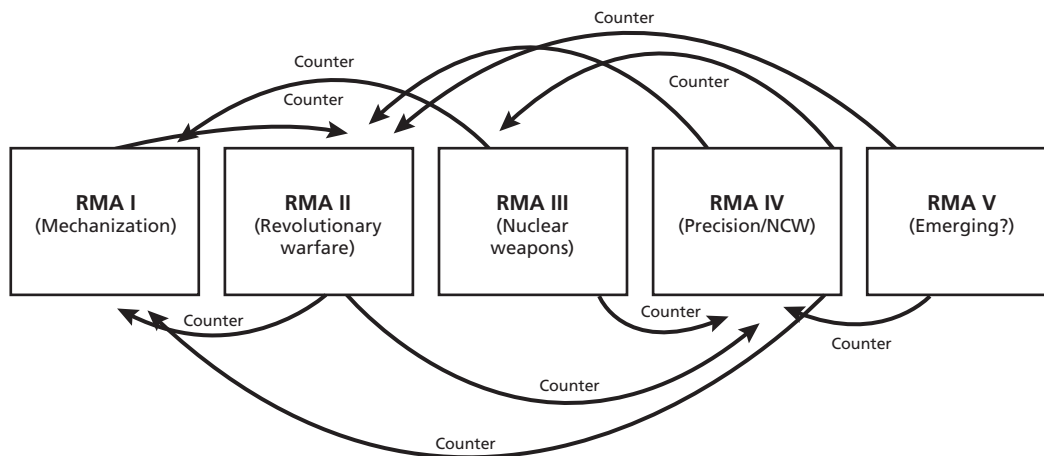 Counter
Counter
Counter
Counter
RMA I
(Mechanization)
RMA II
(Revolutionary
warfare)
RMA III
(Nuclear
weapons)
RMA IV
(Precision/NCW)
RMA V
(Emerging?)
Counter
Counter
Counter
Counter
Counter